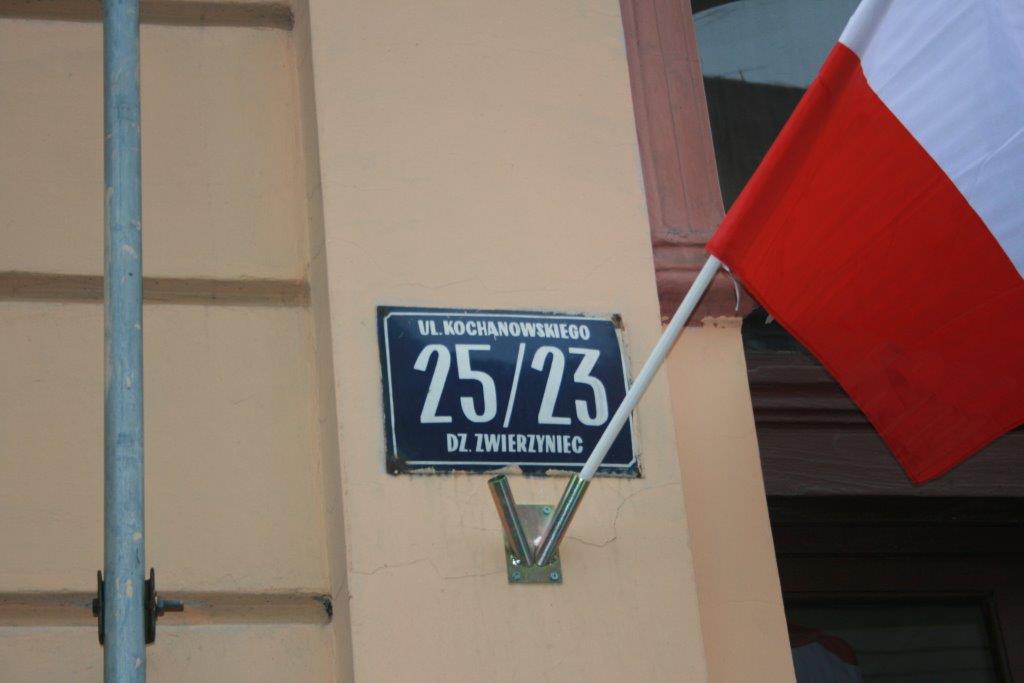 UL. KOCHANOWSKIEGO
25/23
DZ. ZWIERZYNIEC